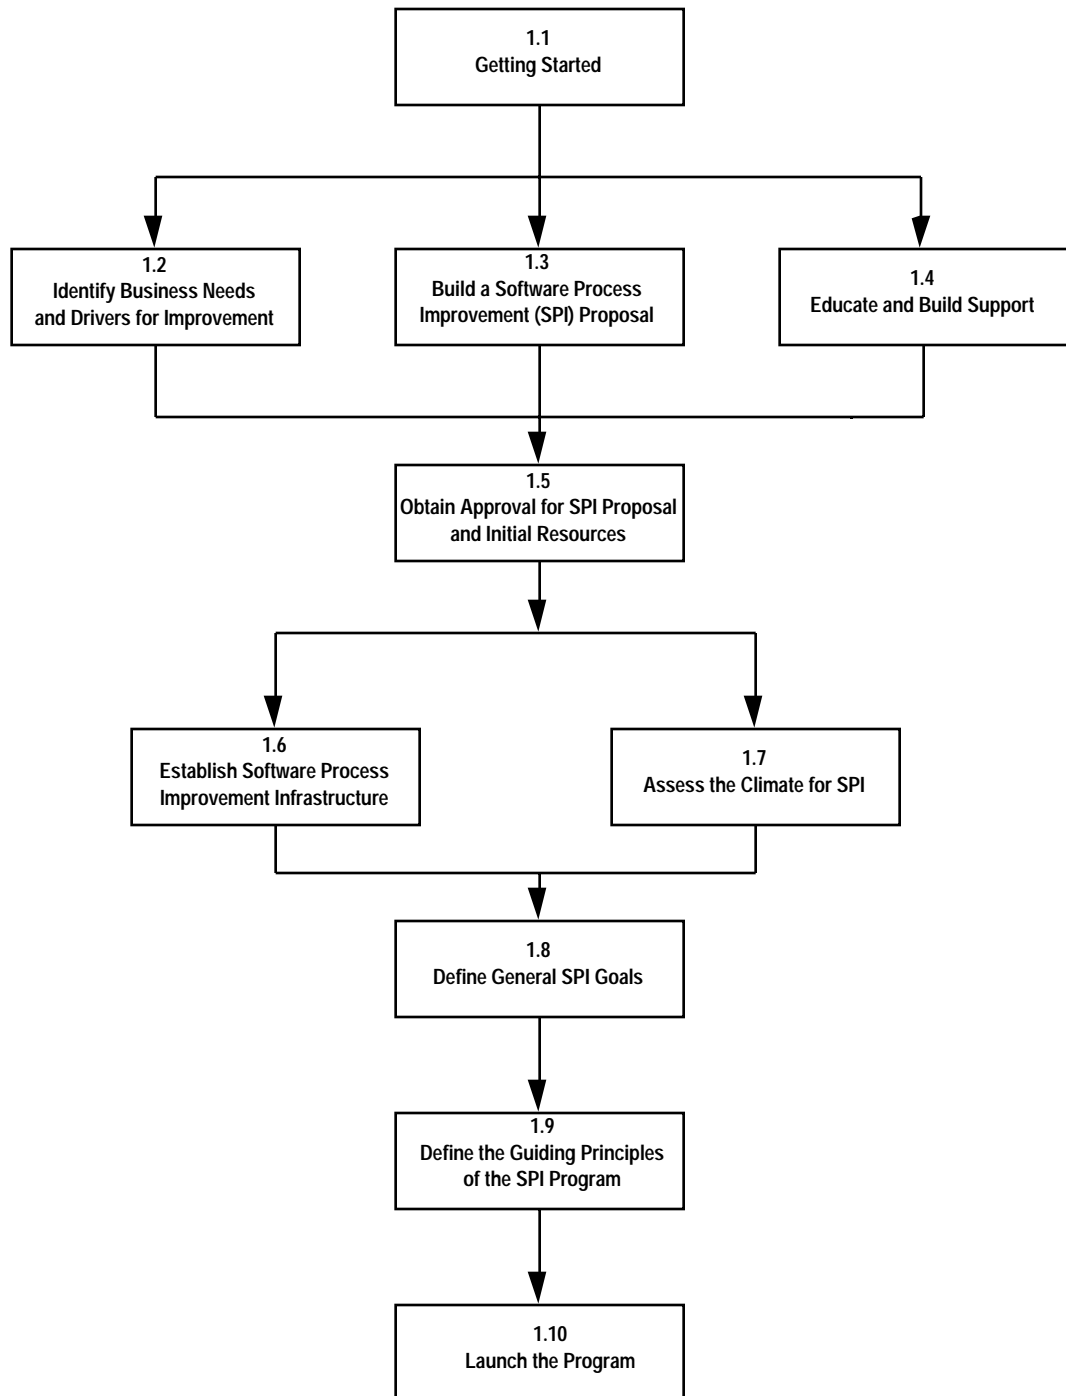 1.1
Getting Started
1.2
Identify Business Needs
and Drivers for Improvement
1.3
Build a Software Process
Improvement (SPI) Proposal
1.4
Educate and Build Support
1.5
Obtain Approval for SPI Proposal
and Initial Resources
1.6
Establish Software Process
Improvement Infrastructure
1.7
Assess the Climate for SPI
1.8
Define General SPI Goals
1.9
Define the Guiding Principles
of the SPI Program
1.10
Launch the Program